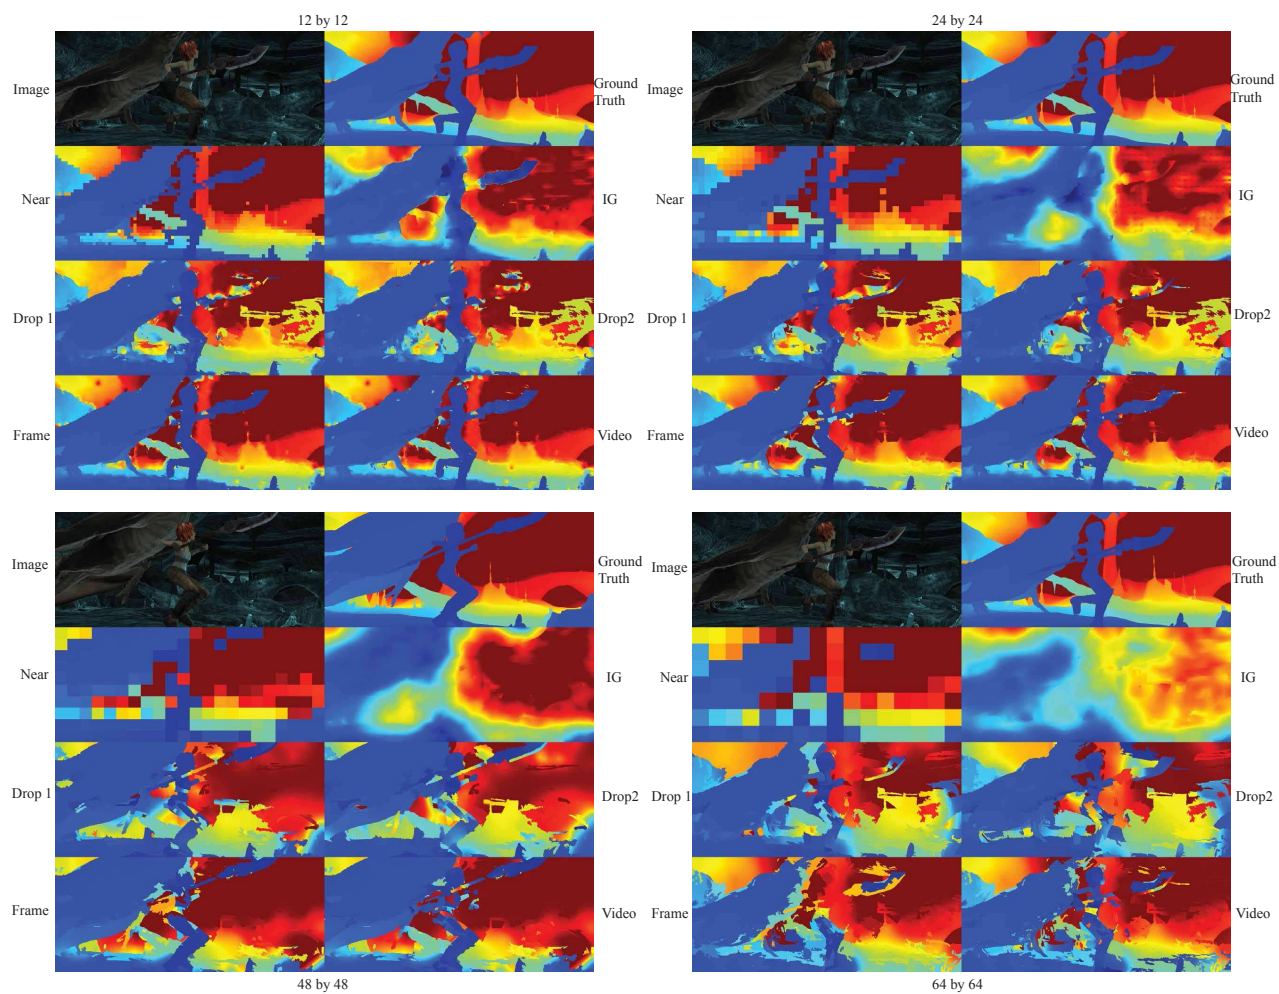 12 by 12
24 by 24
Image
Ground
Truth
Image
Ground
Truth
Near
IG
Near
IG
Drop 1
Drop2
Drop 1
Drop2
Frame
Video
Frame
Video
Image
Ground
Truth
Image
Ground
Truth
Near
IG
Near
IG
Drop 1
Drop2
Drop 1
Drop2
Frame
Video
Frame
Video
48 by 48
64 by 64